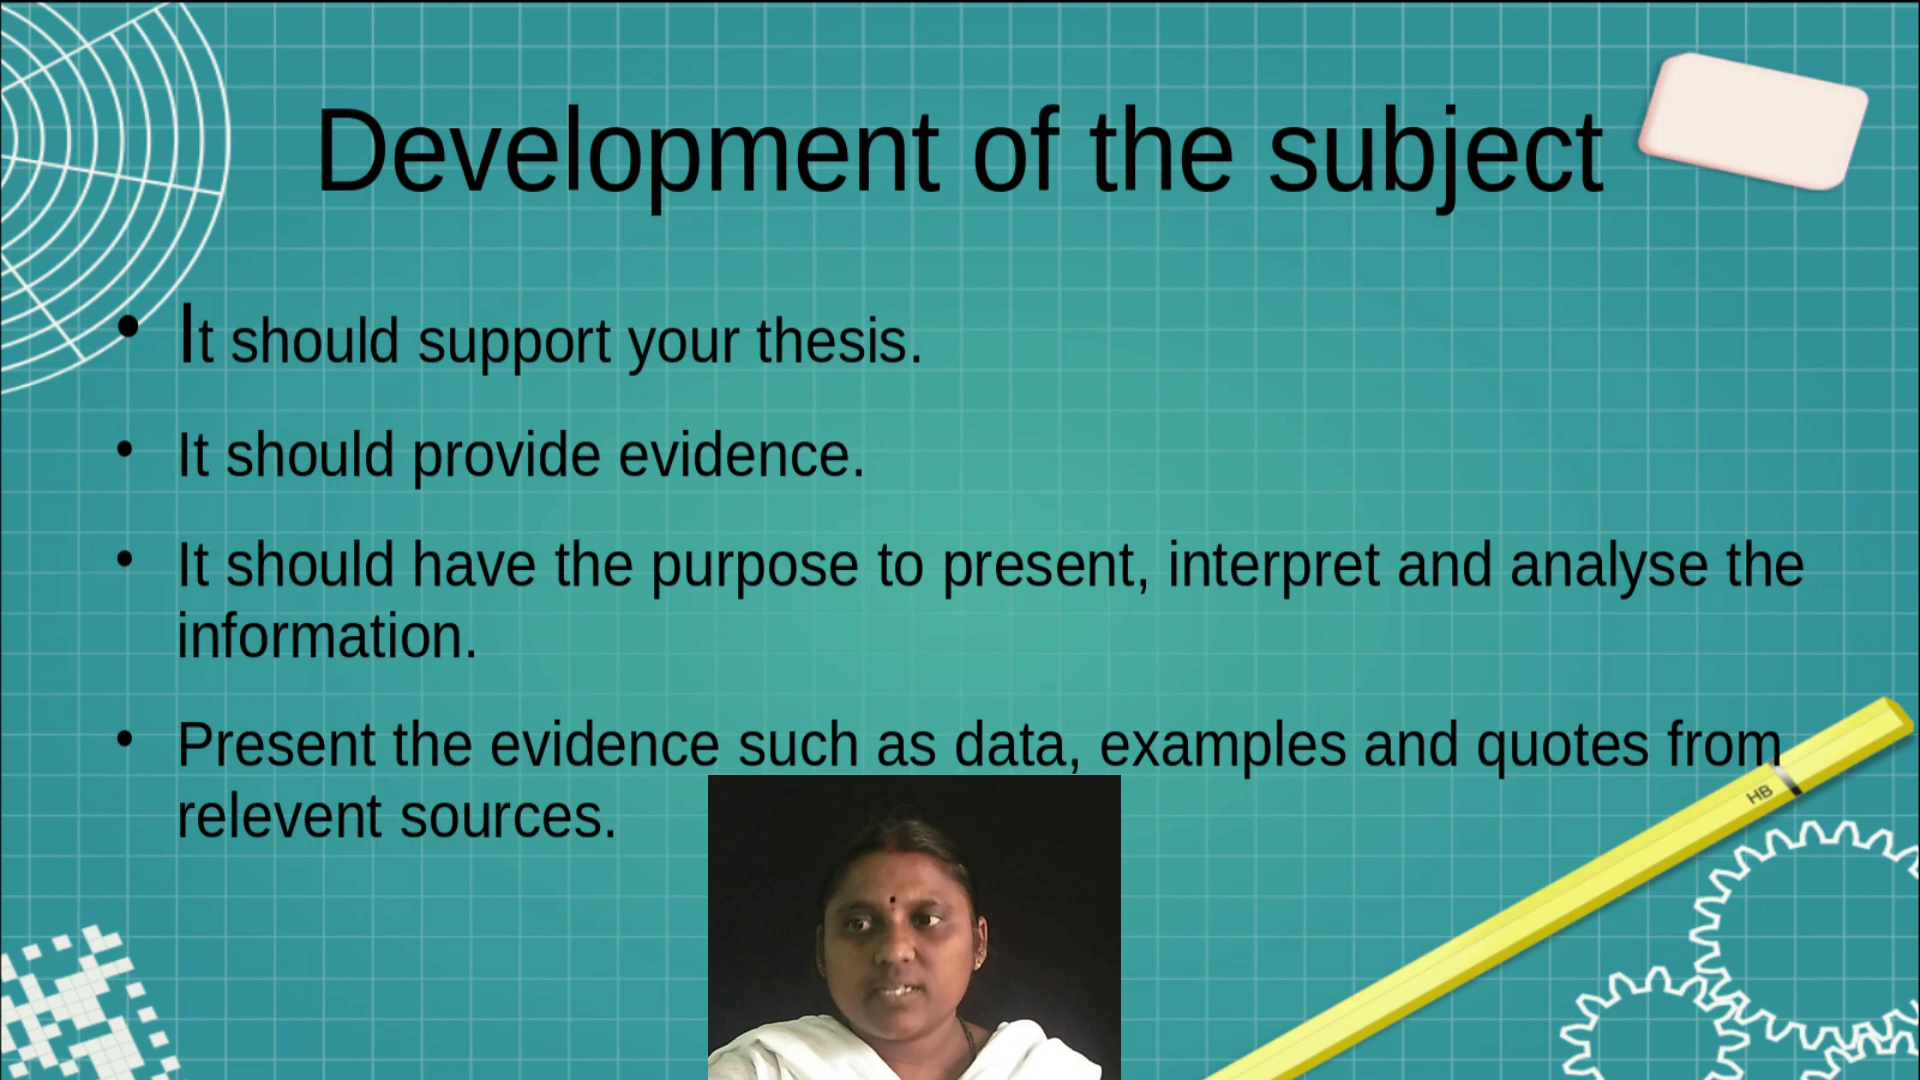 Development of the subject
• It should support your thesis.
• It should provide evidence.
• It should have the purpose to present, interpret and analyse the
information.
• Present the evidence such as data, examples and quotes from
relevent sources.
HB